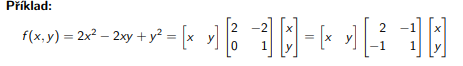 Příklad:
f(x, y) = 2x² − 2xy + y² = [x y] [2 −2; 0 1] [x; y] = [x y] [2 −1; −1 1] [x; y]